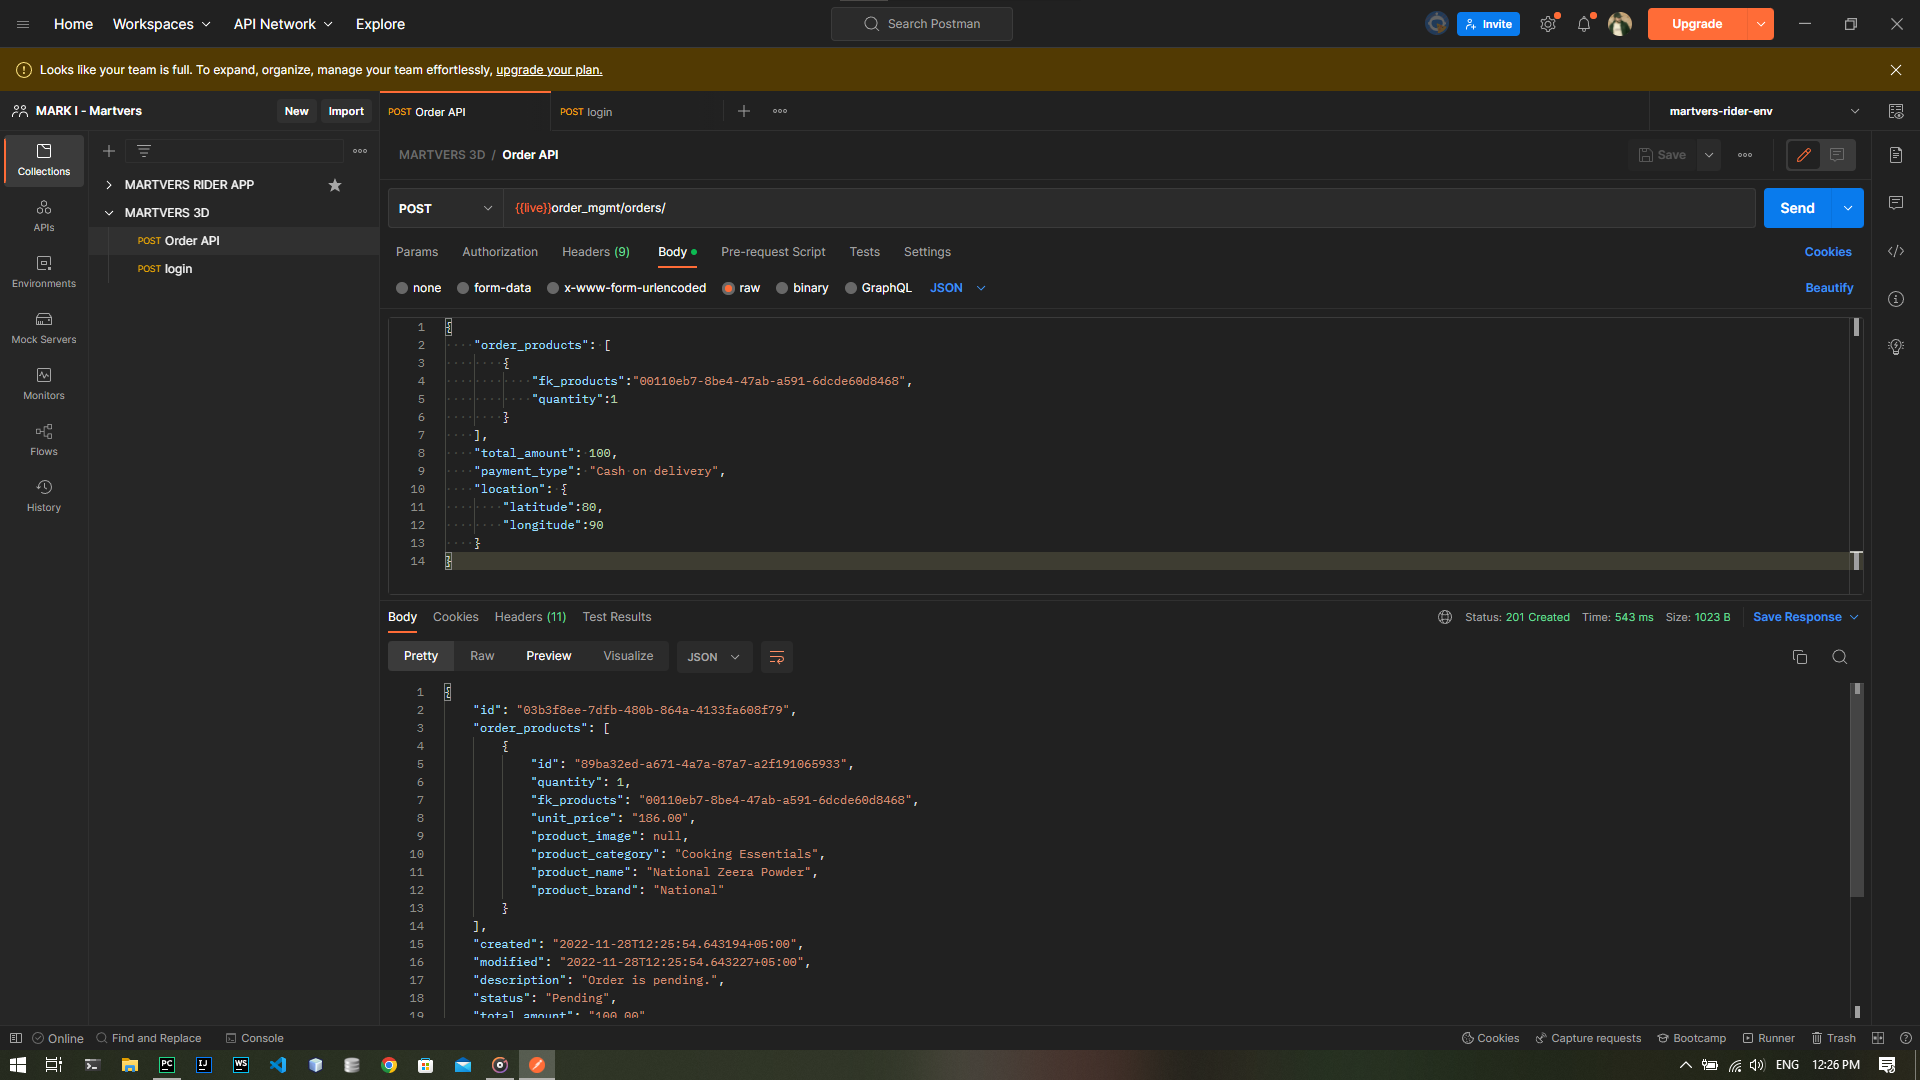 Home Workspaces API Network Explore Search Postman Invite Upgrade
Looks like your team is full. To expand, organize, manage your team effortlessly, upgrade your plan.
MARK I - Martvers New Import POST Order API POST login martvers-rider-env
Collections
APIs
Environments
Mock Servers
Monitors
Flows
History
MARTVERS RIDER APP
MARTVERS 3D
POST Order API
POST login
MARTVERS 3D / Order API Save
POST {{live}}order_mgmt/orders/ Send
Params Authorization Headers (9) Body Pre-request Script Tests Settings Cookies
none form-data x-www-form-urlencoded raw binary GraphQL JSON Beautify
1 {
2 "order_products": [
3 {
4 "fk_products":"00110eb7-8be4-47ab-a591-6dcde60d8468",
5 "quantity":1
6 }
7 ],
8 "total_amount": 100,
9 "payment_type": "Cash on delivery",
10 "location": {
11 "latitude":80,
12 "longitude":90
13 }
14 }
Body Cookies Headers (11) Test Results Status: 201 Created Time: 543 ms Size: 1023 B Save Response
Pretty Raw Preview Visualize JSON
1 {
2 "id": "03b3f8ee-7dfb-480b-864a-4133fa608f79",
3 "order_products": [
4 {
5 "id": "89ba32ed-a671-4a7a-87a7-a2f191065933",
6 "quantity": 1,
7 "fk_products": "00110eb7-8be4-47ab-a591-6dcde60d8468",
8 "unit_price": "186.00",
9 "product_image": null,
10 "product_category": "Cooking Essentials",
11 "product_name": "National Zeera Powder",
12 "product_brand": "National"
13 }
14 ],
15 "created": "2022-11-28T12:25:54.643194+05:00",
16 "modified": "2022-11-28T12:25:54.643227+05:00",
17 "description": "Order is pending.",
18 "status": "Pending",
19 "total_amount": "100.00"
Online Find and Replace Console Cookies Capture requests Bootcamp Runner Trash
PC IJ WS ENG 12:26 PM